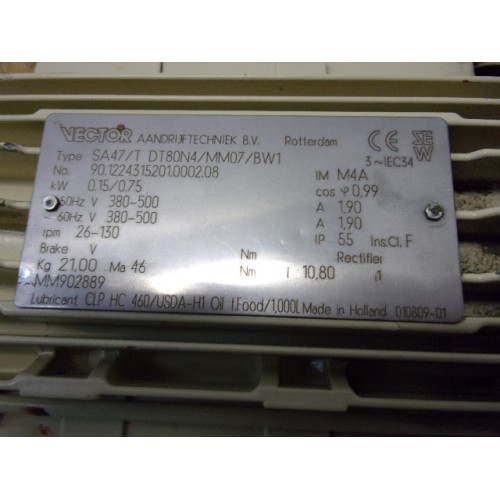 VECTOR AANDRIJFTECHNIEK B.V. Rotterdam CE SEW
Type SA47/T DT80N4/MM07/BW1 3~IEC34
No. 90.1224315201.0002.08 IM M4A
kW 0.15/0.75 cos φ 0,99
50Hz V 380-500 A 1,90
60Hz V 380-500 A 1,90
rpm 26-130 IP 55 Ins.Cl. F
Brake V Nm Rectifier
Kg 21,00 Ma 46 Nm i 10,80 :1
MM902889
Lubricant CLP HC 460/USDA-H1 Oil f.Food/1,000L Made in Holland 010809-01